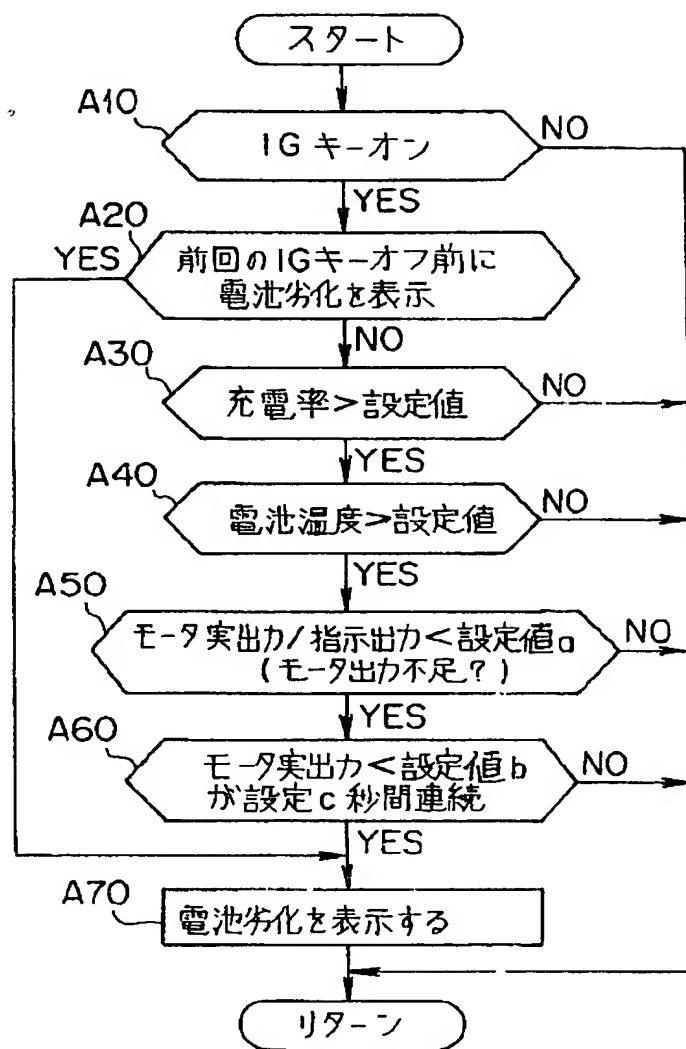 スタート
A10
IGキーオン
NO
YES
A20
YES
前回のIGキーオフ前に
電池劣化を表示
NO
A30
充電率>設定値
NO
YES
A40
電池温度>設定値
NO
YES
A50
モータ実出力/指示出力<設定値a
(モータ出力不足?)
NO
YES
A60
モータ実出力<設定値b
が設定c秒間連続
NO
YES
A70
電池劣化を表示する
リターン